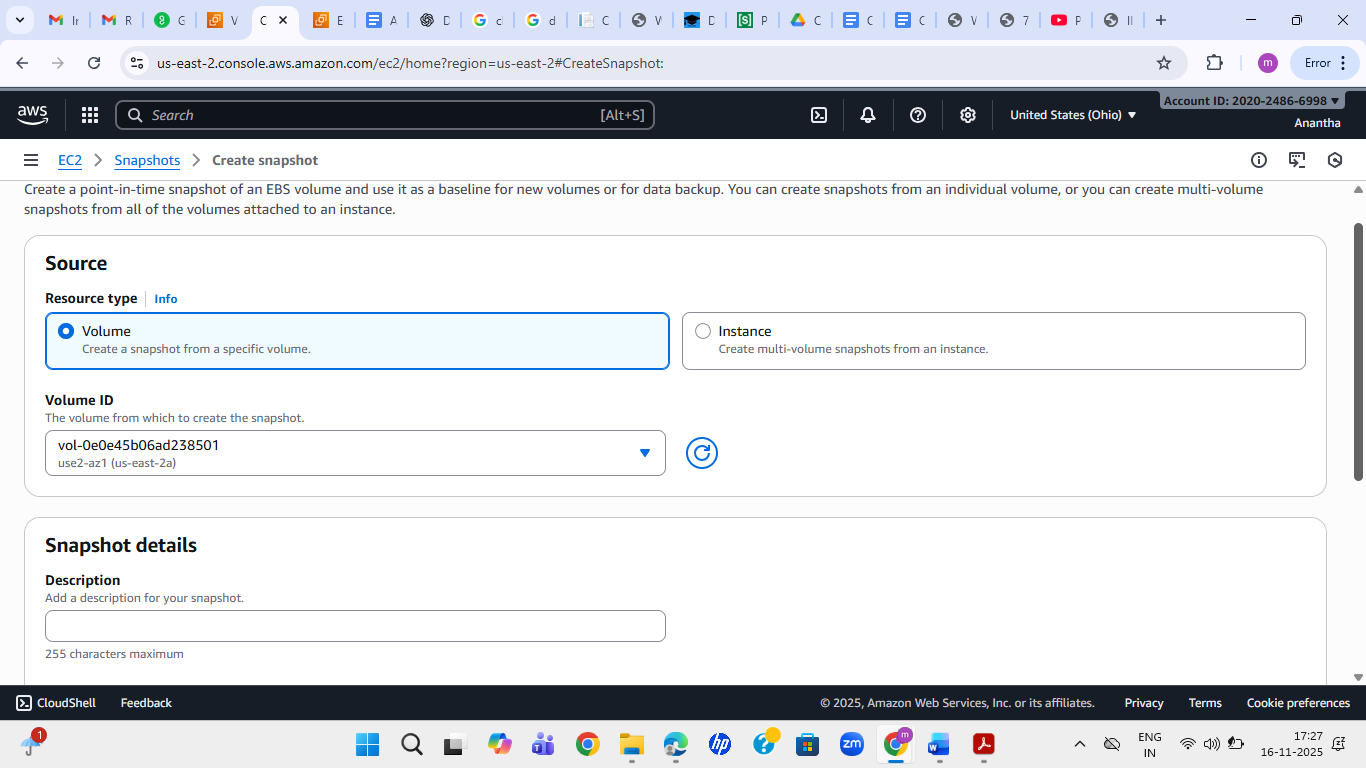 us-east-2.console.aws.amazon.com/ec2/home?region=us-east-2#CreateSnapshot:
m
Error
aws
Search
[Alt+S]
United States (Ohio)
Account ID: 2020-2486-6998
Anantha
EC2
Snapshots
Create snapshot
Create a point-in-time snapshot of an EBS volume and use it as a baseline for new volumes or for data backup. You can create snapshots from an individual volume, or you can create multi-volume
snapshots from all of the volumes attached to an instance.
Source
Resource type
Info
Volume
Create a snapshot from a specific volume.
Instance
Create multi-volume snapshots from an instance.
Volume ID
The volume from which to create the snapshot.
vol-0e0e45b06ad238501
use2-az1 (us-east-2a)
Snapshot details
Description
Add a description for your snapshot.
255 characters maximum
CloudShell
Feedback
© 2025, Amazon Web Services, Inc. or its affiliates.
Privacy
Terms
Cookie preferences
1
zm
m
ENG
IN
17:27
16-11-2025